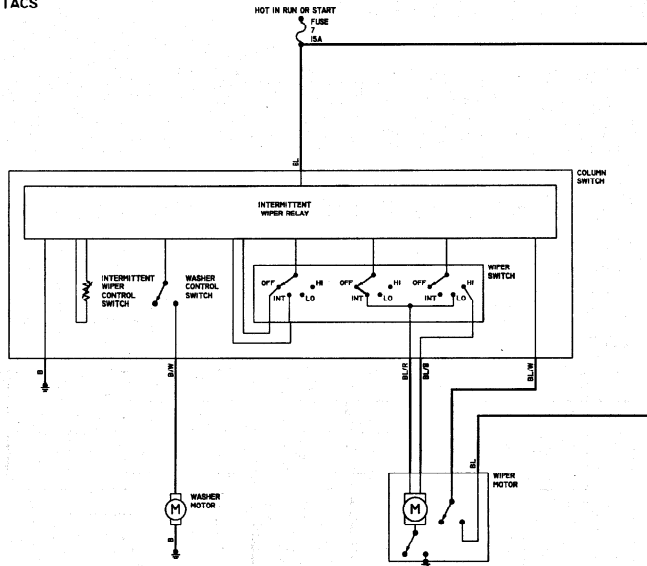 TACS
HOT IN RUN OR START
FUSE
7
15A
BL
COLUMN
SWITCH
INTERMITTENT
WIPER RELAY
INTERMITTENT
WIPER
CONTROL
SWITCH
WASHER
CONTROL
SWITCH
WIPER
SWITCH
OFF
HI
INT
LO
OFF
HI
INT
LO
OFF
HI
INT
LO
B
B/W
BL/R
BL/B
BL/W
BL
WIPER
MOTOR
M
WASHER
MOTOR
M
B